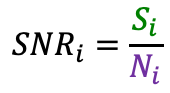 SNRᵢ = Sᵢ / Nᵢ